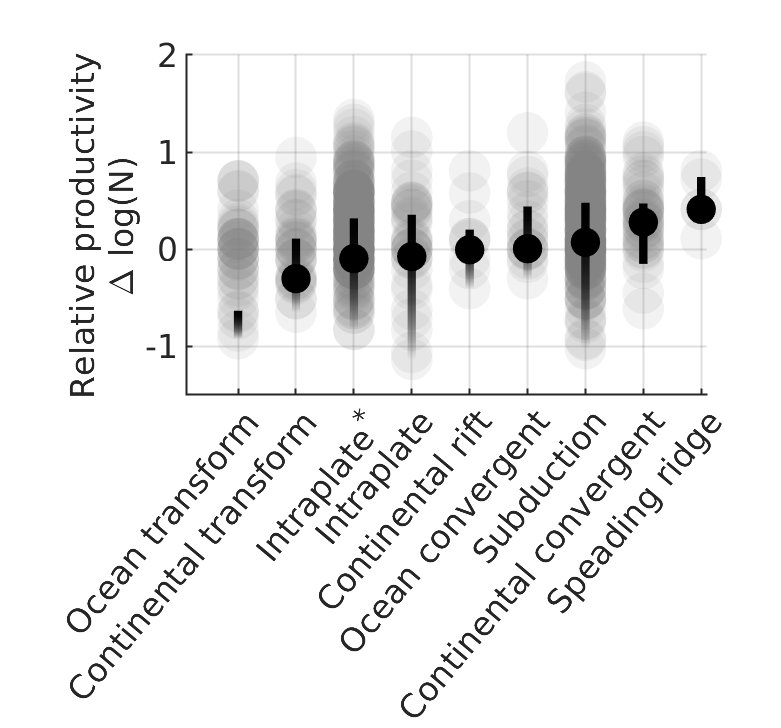 Relative productivity
Δ log(N)
2
1
0
-1
Ocean transform
Continental transform
Intraplate*
Intraplate
Continental rift
Ocean convergent
Subduction
Continental convergent
Speading ridge